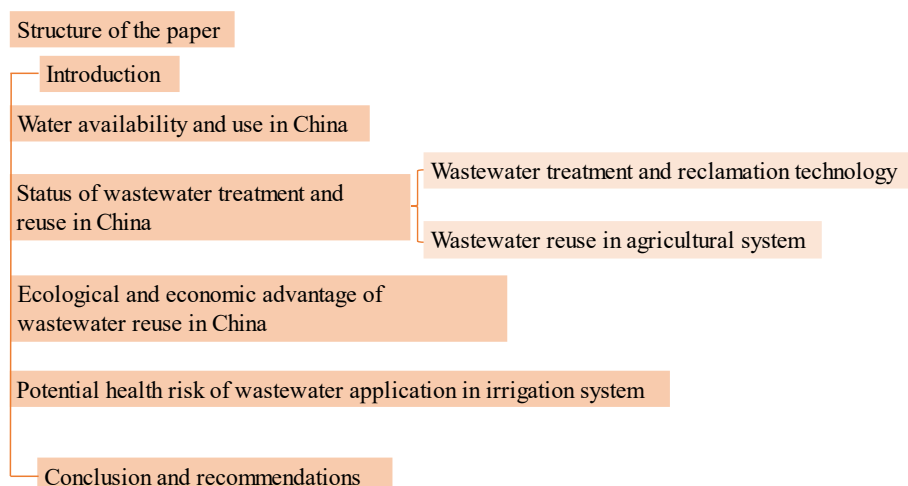 Structure of the paper
Introduction
Water availability and use in China
Status of wastewater treatment and
reuse in China
Wastewater treatment and reclamation technology
Wastewater reuse in agricultural system
Ecological and economic advantage of
wastewater reuse in China
Potential health risk of wastewater application in irrigation system
Conclusion and recommendations